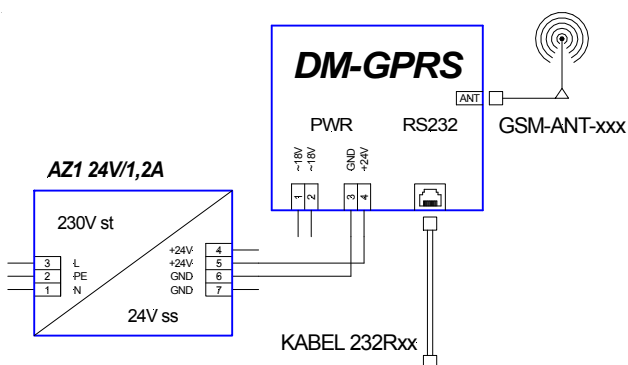 DM-GPRS
ANT
PWR
RS232
GSM-ANT-xxx
~18V
~18V
GND
+24V
1
2
3
4
AZ1 24V/1,2A
230V st
3 L
2 PE
1 N
+24V 4
+24V 5
GND 6
GND 7
24V ss
KABEL 232Rxx